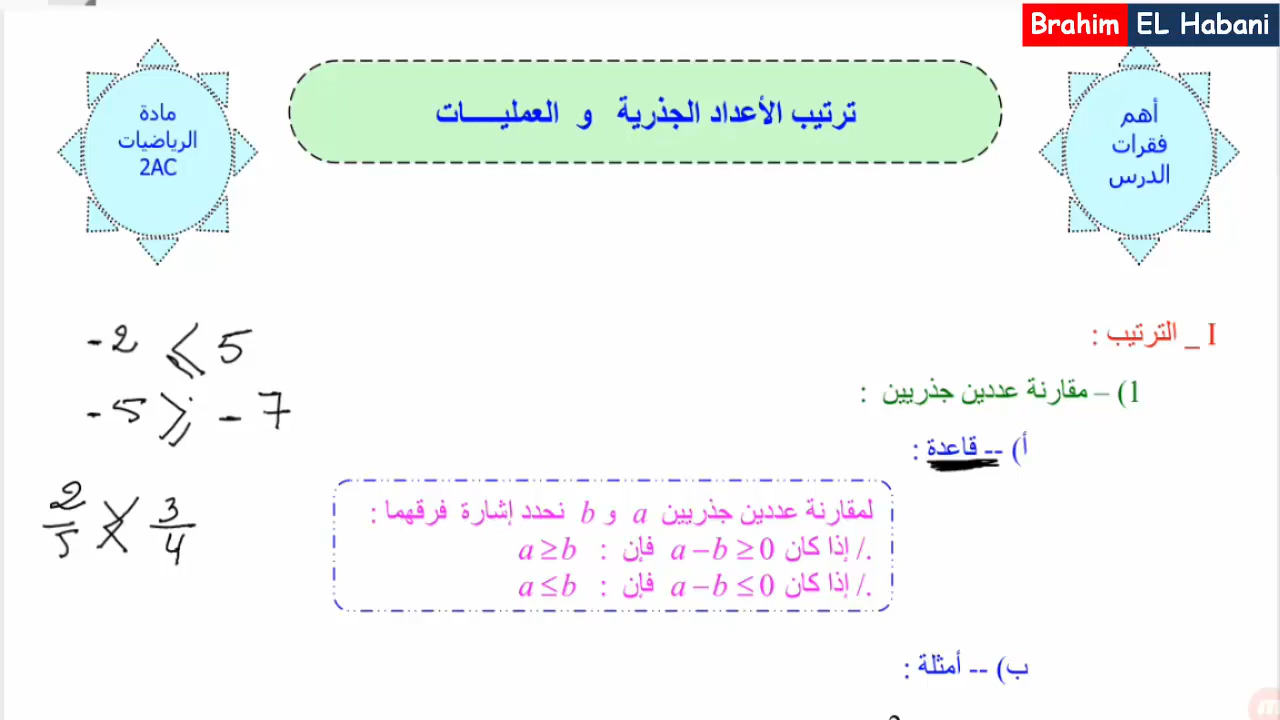 Brahim EL Habani
أهم
فقرات
الدرس
ترتيب الأعداد الجذرية و العمليـــــات
مادة
الرياضيات
2AC
I _ الترتيب :
1) – مقارنة عددين جذريين :
أ) -- قاعدة :
لمقارنة عددين جذريين a و b نحدد إشارة فرقهما :
./ إذا كان a – b ≥ 0 فإن : a ≥ b
./ إذا كان a – b ≤ 0 فإن : a ≤ b
ب) -- أمثلة :
-2 ⩽ 5
-5 ⩾ -7
2/5 3/4